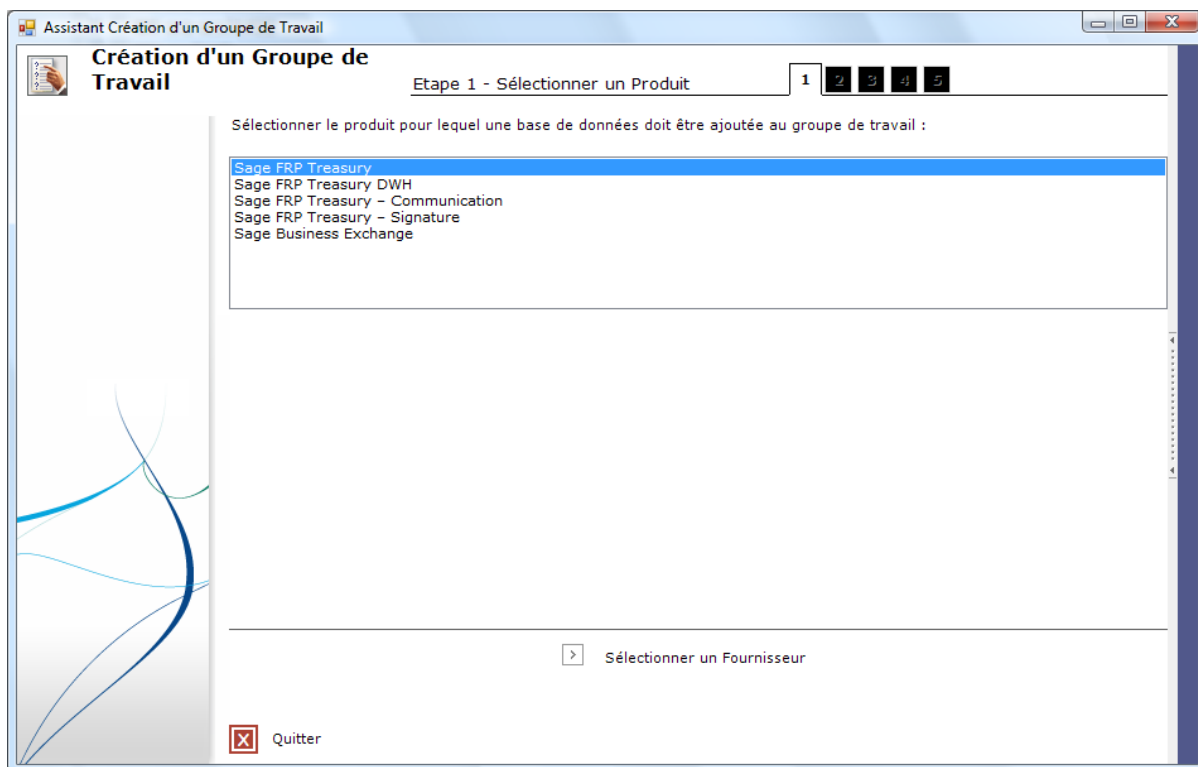 Assistant Création d'un Groupe de Travail
Création d'un Groupe de
Travail
Etape 1 - Sélectionner un Produit
1 2 3 4 5
Sélectionner le produit pour lequel une base de données doit être ajoutée au groupe de travail :
Sage FRP Treasury
Sage FRP Treasury DWH
Sage FRP Treasury – Communication
Sage FRP Treasury – Signature
Sage Business Exchange
Sélectionner un Fournisseur
Quitter